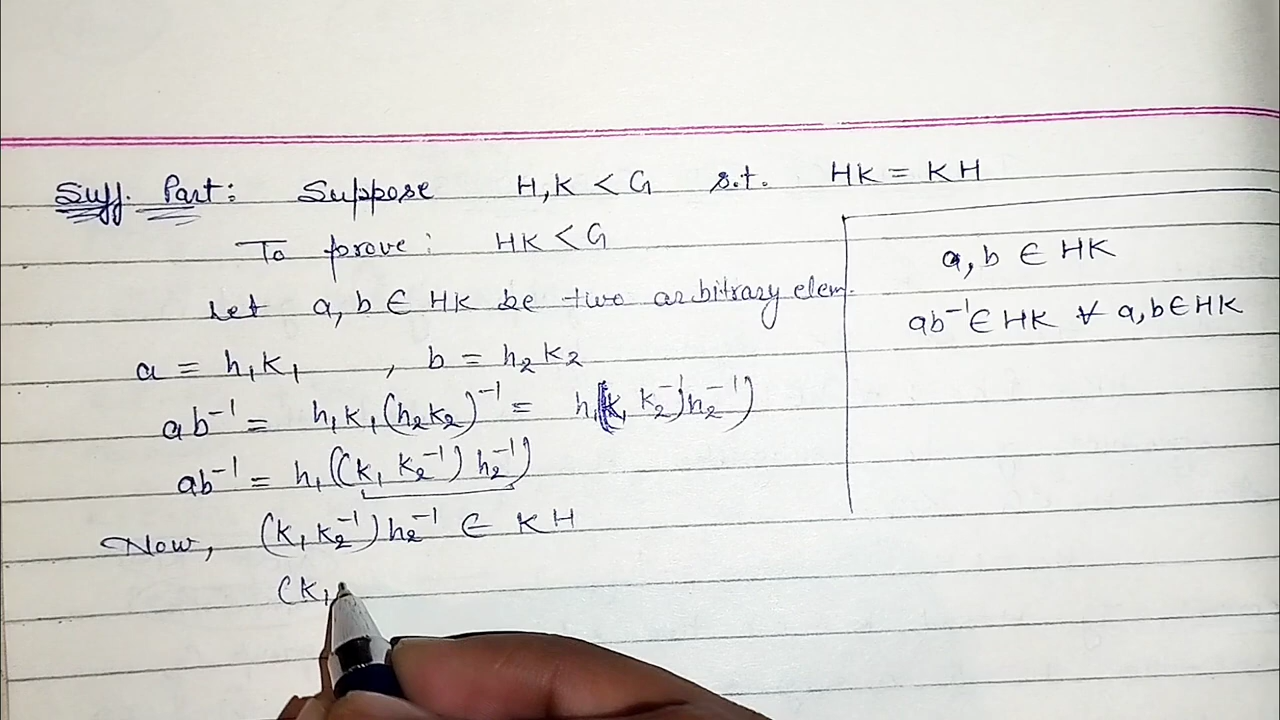 Suff. Part: Suppose H, K < G s.t. HK = KH
To prove: HK < G
Let a, b ∈ HK be two arbitrary elem.
a = h₁k₁ , b = h₂k₂
ab⁻¹ = h₁k₁(h₂k₂)⁻¹ = h₁(k₁ k₂⁻¹)h₂⁻¹)
ab⁻¹ = h₁((k₁ k₂⁻¹) h₂⁻¹)
Now, (k₁k₂⁻¹)h₂⁻¹ ∈ KH
(k₁
a, b ∈ HK
ab⁻¹ ∈ HK ∀ a, b ∈ HK